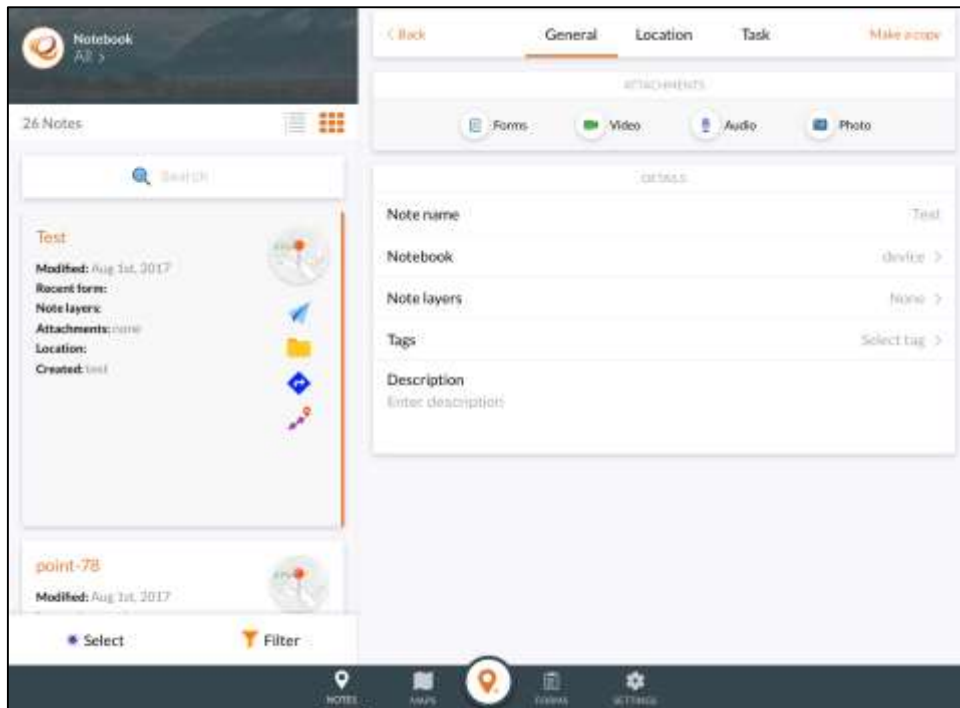 Notebook
All >
26 Notes
Search
Test
Modified: Aug 1st, 2017
Recent form:
Note layers:
Attachments: none
Location:
Created: test
point-78
Modified: Aug 1st, 2017
Select
Filter
< Back
General
Location
Task
Make a copy
ATTACHMENTS
Forms
Video
Audio
Photo
DETAILS
Note name Test
Notebook device >
Note layers None >
Tags Select tag >
Description
Enter description
NOTES
MAPS
FORMS
SETTINGS